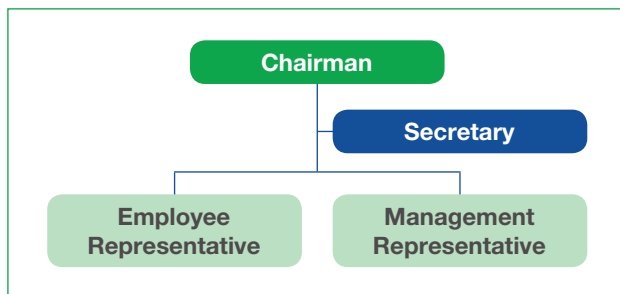 Chairman
Secretary
Employee
Representative
Management
Representative